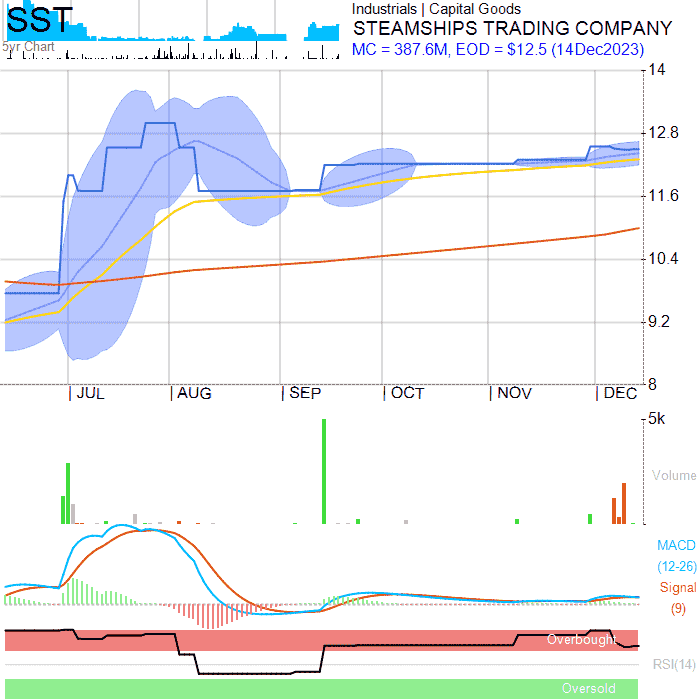 SST
5yr Chart
Industrials | Capital Goods
STEAMSHIPS TRADING COMPANY
MC = 387.6M, EOD = $12.5 (14Dec2023)
14
12.8
11.6
10.4
9.2
8
JUL AUG SEP OCT NOV DEC
5k
Volume
MACD
(12-26)
Signal
(9)
Overbought
RSI(14)
Oversold